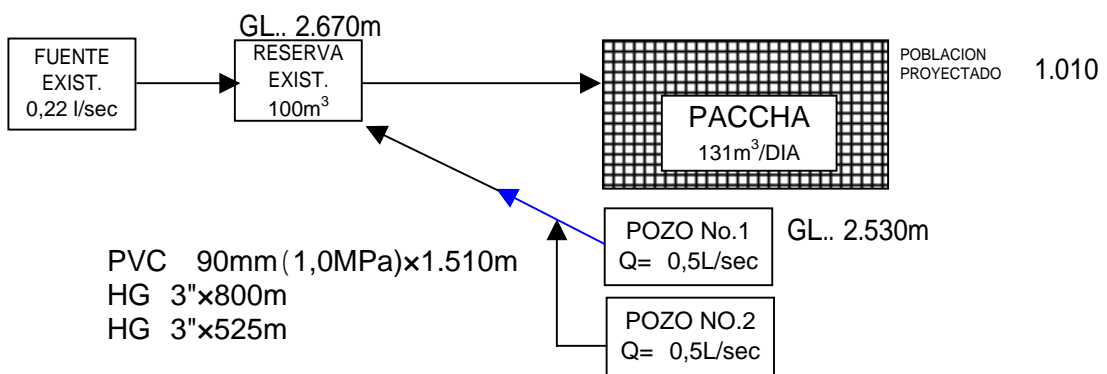 GL.. 2.670m
FUENTE
EXIST.
0,22 l/sec
RESERVA
EXIST.
100m³
POBLACION
PROYECTADO 1.010
PACCHA
131m³/DIA
POZO No.1
Q= 0,5L/sec
GL.. 2.530m
PVC 90mm(1,0MPa)×1.510m
HG 3"×800m
HG 3"×525m
POZO NO.2
Q= 0,5L/sec